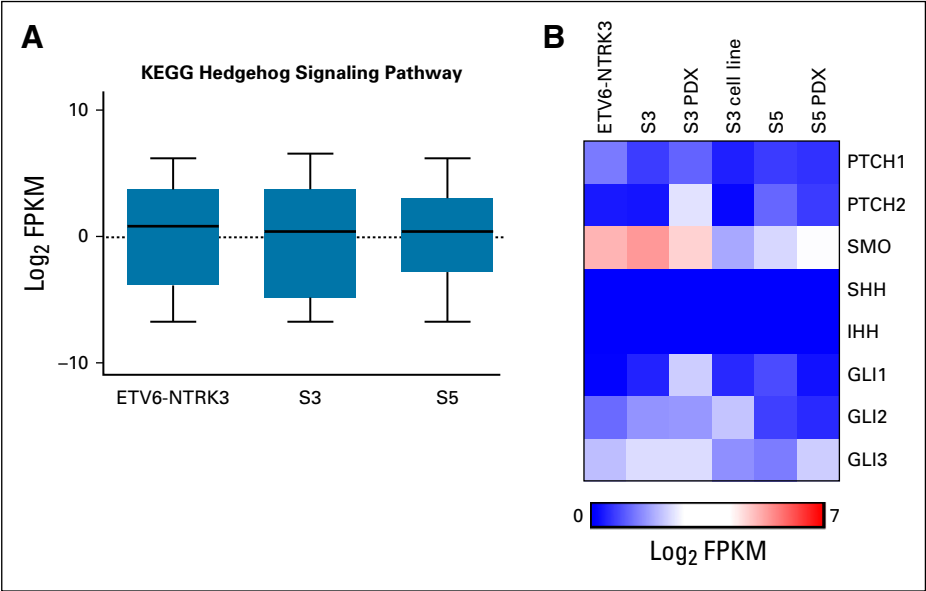 A
KEGG Hedgehog Signaling Pathway
10
0
−10
Log2 FPKM
ETV6-NTRK3
S3
S5
B
ETV6-NTRK3
S3
S3 PDX
S3 cell line
S5
S5 PDX
PTCH1
PTCH2
SMO
SHH
IHH
GLI1
GLI2
GLI3
0
7
Log2 FPKM